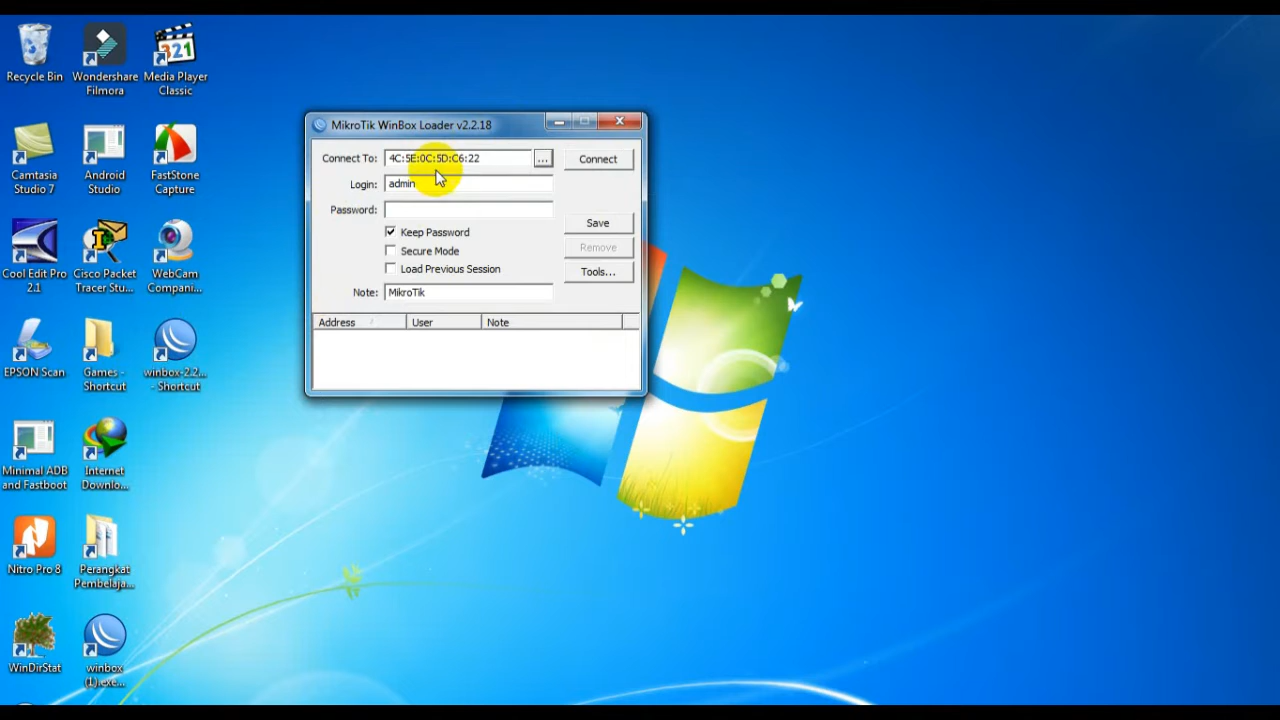 Recycle Bin
Wondershare
Filmora
Media Player
Classic
321
Camtasia
Studio 7
Android
Studio
FastStone
Capture
Cool Edit Pro
2.1
Cisco Packet
Tracer Stu...
WebCam
Compani...
EPSON Scan
Games -
Shortcut
winbox-2.2...
- Shortcut
Minimal ADB
and Fastboot
Internet
Downlo...
Nitro Pro 8
Perangkat
Pembelaja...
WinDirStat
winbox
(1).exe...
MikroTik WinBox Loader v2.2.18
Connect To: 4C:5E:0C:5D:C6:22 ... Connect
Login: admin
Password:
Save
Keep Password
Remove
Secure Mode
Load Previous Session
Tools...
Note: MikroTik
Address User Note